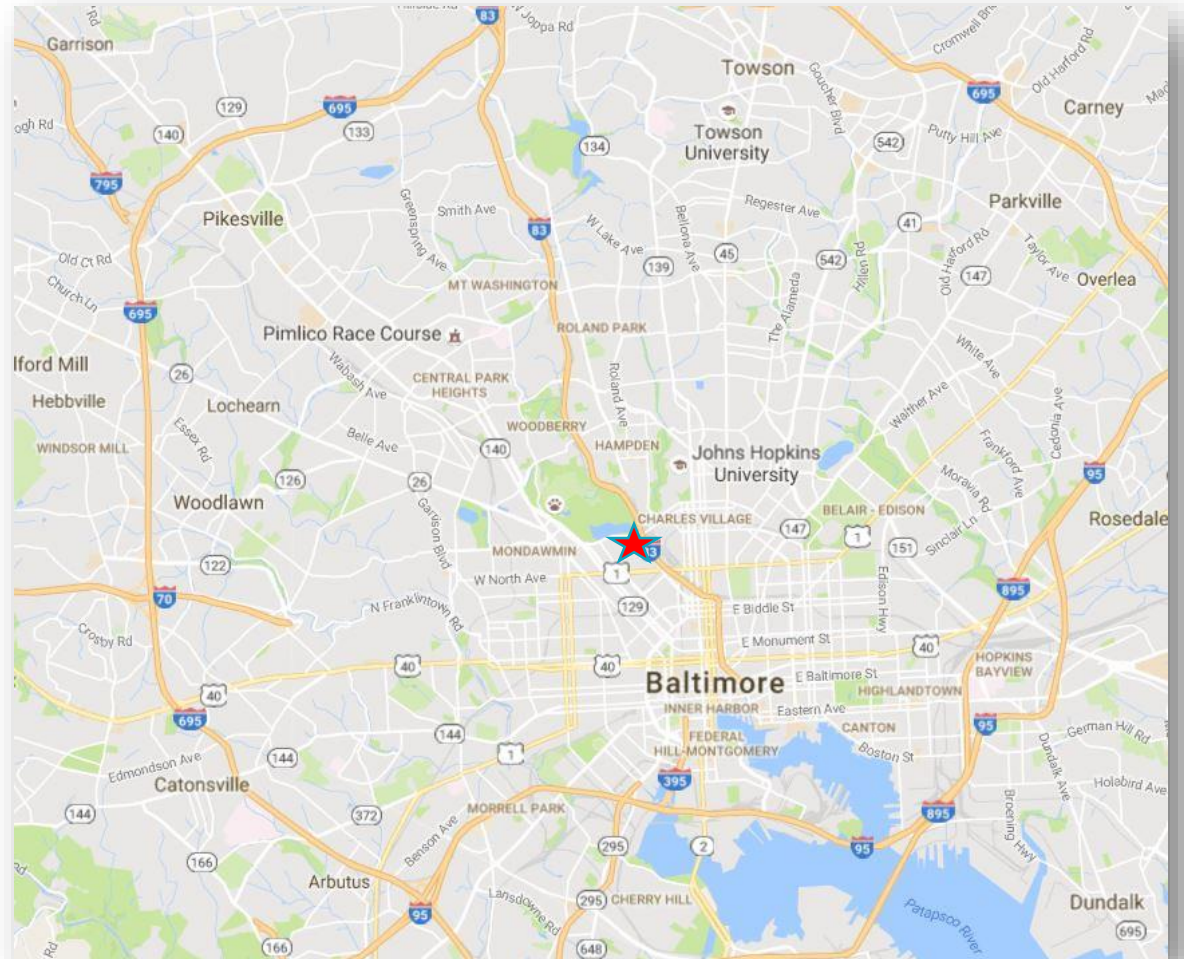 83
Garrison
Cromwell
Old Harford Rd
Towson
Goucher Blvd
695
695
Carney
129
133
140
Towson
University
134
542
Putty Hill Ave
795
Greenspring Ave
Smith Ave
Pikesville
83
W Lake Ave
Bellona Ave
Regester Ave
Parkville
41
Old Harford Rd
Taylor Ave
Old Ct Rd
Church Ln
139
45
542
Hillen Rd
147
Overlea
MT WASHINGTON
The Alameda
695
Pimlico Race Course
ROLAND PARK
White Ave
lford Mill
26
Wabash Ave
CENTRAL PARK
HEIGHTS
Roland Ave
Walther Ave
Cedonia Ave
Hebbville
Lochearn
WOODBERRY
Essex Rd
Belle Ave
HAMPDEN
Frankford Ave
WINDSOR MILL
140
Johns Hopkins
University
Moravia Rd
95
126
26
Woodlawn
Garrison Blvd
BELAIR - EDISON
CHARLES VILLAGE
147
1
Rosedale
Sinclair Ln
151
MONDAWMIN
122
W North Ave
1
Edison Hwy
895
70
N Franklintown Rd
129
E Biddle St
Crosby Rd
E Monument St
40
40
40
HOPKINS
BAYVIEW
Baltimore
E Baltimore St
HIGHLANDTOWN
40
695
INNER HARBOR
Eastern Ave
CANTON
95
German Hill Rd
144
FEDERAL
HILL-MONTGOMERY
Boston St
Dundalk Ave
1
144
Edmondson Ave
Catonsville
395
Holabird Ave
Broening Hwy
144
372
MORRELL PARK
895
Benson Ave
295
2
95
166
Arbutus
Lansdowne Rd
295
CHERRY HILL
95
Patapsco River
Dundalk
695
166
648
Rd